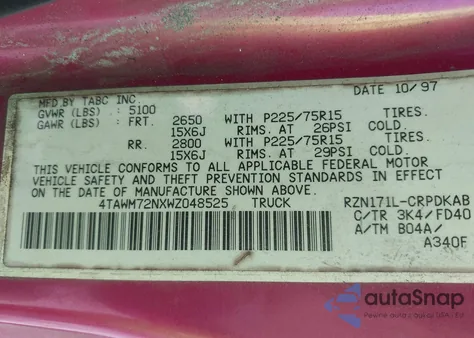 MFD BY TABC INC. DATE 10/97
GVWR (LBS) : 5100
GAWR (LBS) : FRT. 2650 WITH P225/75R15 TIRES.
15X6J RIMS. AT 26PSI COLD.
RR. 2800 WITH P225/75R15 TIRES.
15X6J RIMS. AT 29PSI COLD.
THIS VEHICLE CONFORMS TO ALL APPLICABLE FEDERAL MOTOR
VEHICLE SAFETY AND THEFT PREVENTION STANDARDS IN EFFECT
ON THE DATE OF MANUFACTURE SHOWN ABOVE.
4TAWM72NXWZ048525 TRUCK RZN171L-CRPDKAB
C/TR 3K4/FD40
A/TM B04A/
A340F
autoSnap